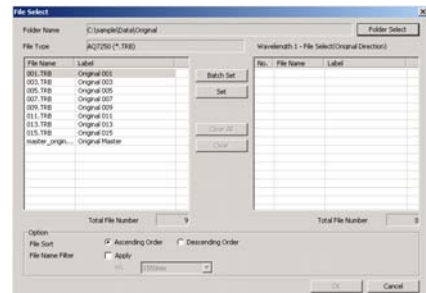 File Select
Folder Name C:\sample\Data\Original Folder Select
File Type AQ7250 (*.TRB) Wavelength 1 - File Select(Original Direction)
File Name Label
001.TRB Original 001
003.TRB Original 003
005.TRB Original 005
007.TRB Original 007
009.TRB Original 009
011.TRB Original 011
013.TRB Original 013
015.TRB Original 015
master_origin... Original Master
Batch Set
Set
Clear All
Clear
No. File Name Label
Total File Number 9
Total File Number 0
Option
File Sort Ascending Order Descending Order
File Name Filter Apply
OK Cancel